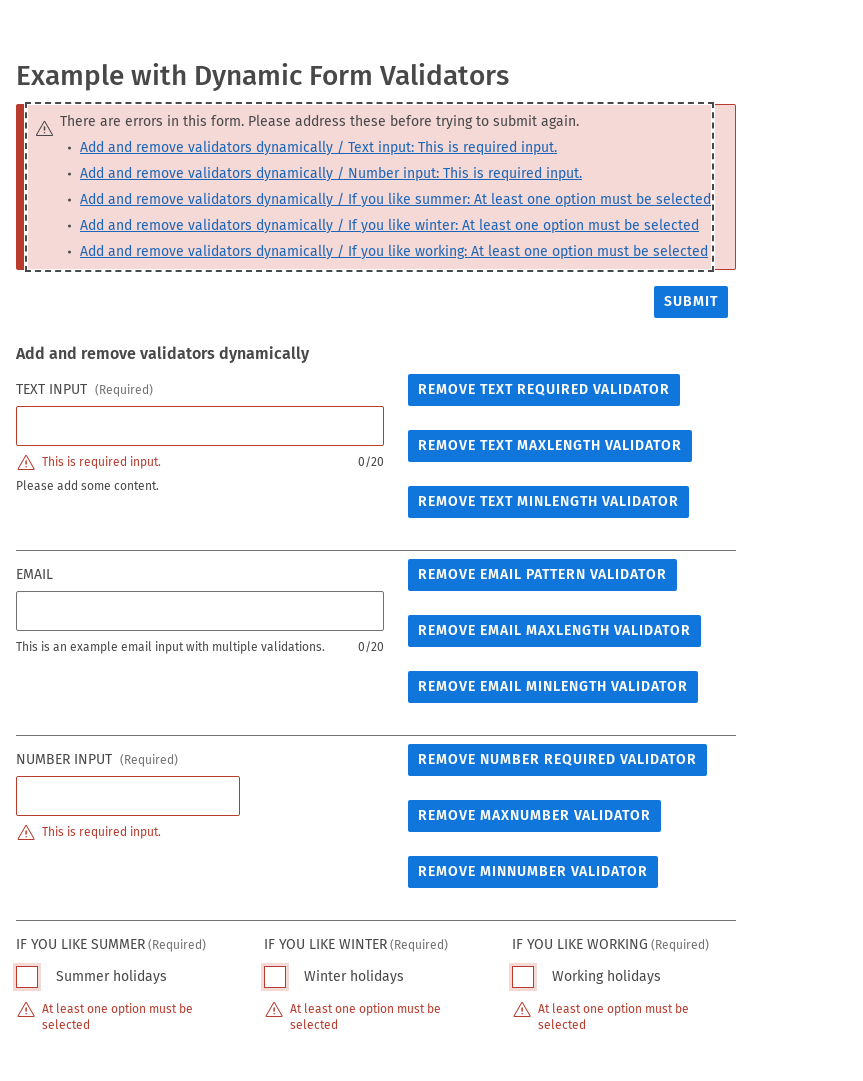 Example with Dynamic Form Validators
There are errors in this form. Please address these before trying to submit again.
• Add and remove validators dynamically / Text input: This is required input.
• Add and remove validators dynamically / Number input: This is required input.
• Add and remove validators dynamically / If you like summer: At least one option must be selected
• Add and remove validators dynamically / If you like winter: At least one option must be selected
• Add and remove validators dynamically / If you like working: At least one option must be selected
SUBMIT
Add and remove validators dynamically
TEXT INPUT (Required)
This is required input. 0/20
Please add some content.
REMOVE TEXT REQUIRED VALIDATOR
REMOVE TEXT MAXLENGTH VALIDATOR
REMOVE TEXT MINLENGTH VALIDATOR
EMAIL
This is an example email input with multiple validations. 0/20
REMOVE EMAIL PATTERN VALIDATOR
REMOVE EMAIL MAXLENGTH VALIDATOR
REMOVE EMAIL MINLENGTH VALIDATOR
NUMBER INPUT (Required)
This is required input.
REMOVE NUMBER REQUIRED VALIDATOR
REMOVE MAXNUMBER VALIDATOR
REMOVE MINNUMBER VALIDATOR
IF YOU LIKE SUMMER (Required)
Summer holidays
At least one option must be
selected
IF YOU LIKE WINTER (Required)
Winter holidays
At least one option must be
selected
IF YOU LIKE WORKING (Required)
Working holidays
At least one option must be
selected